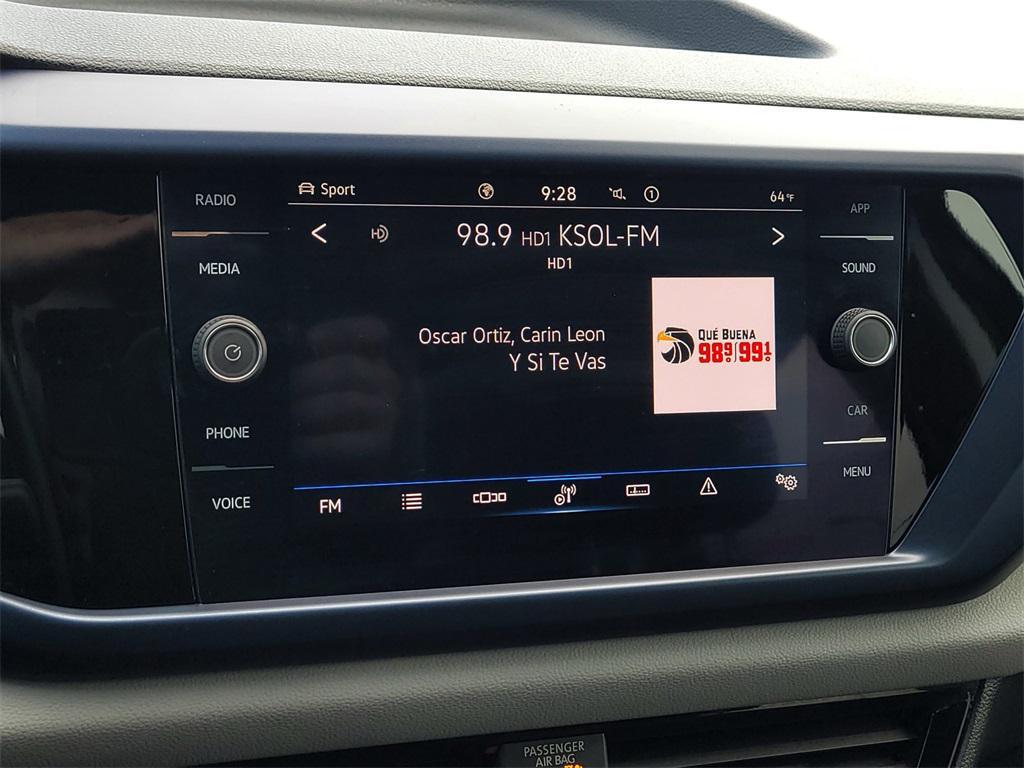 RADIO
MEDIA
PHONE
VOICE
Sport
9:28
1
64°F
98.9 HD1 KSOL-FM
HD1
Oscar Ortiz, Carin Leon
Y Si Te Vas
QUÉ BUENA
98.9 99.1
FM
APP
SOUND
CAR
MENU
PASSENGER
AIR BAG